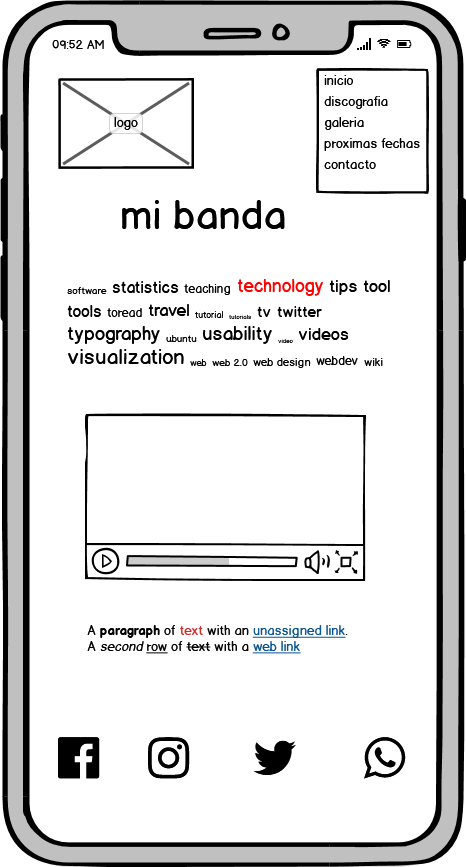 09:52 AM
logo
inicio
discografia
galeria
proximas fechas
contacto
mi banda
software statistics teaching technology tips tool
tools toread travel tutorial tutorials tv twitter
typography ubuntu usability video videos
visualization web web 2.0 web design webdev wiki
A paragraph of text with an unassigned link.
A second row of text with a web link